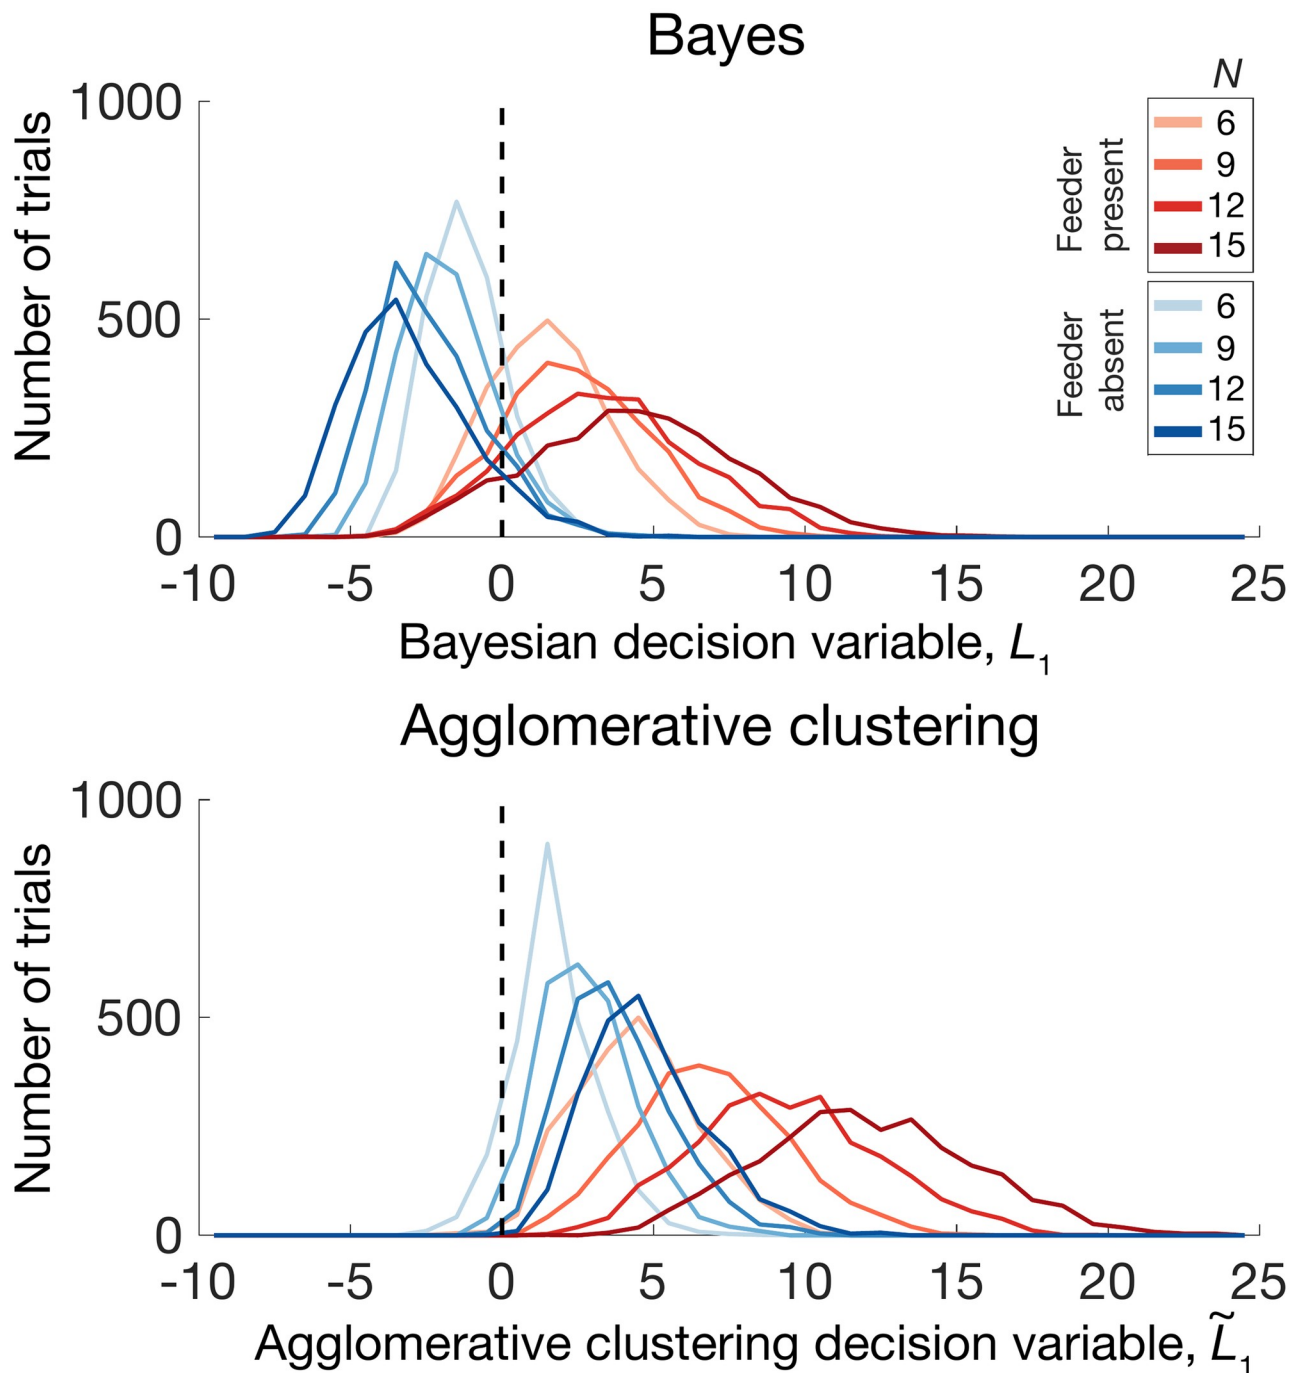 Bayes
N
Number of trials
1000
500
0
-10 -5 0 5 10 15 20 25
Bayesian decision variable, L₁
Feeder
present
6
9
12
15
Feeder
absent
6
9
12
15
Agglomerative clustering
Number of trials
1000
500
0
-10 -5 0 5 10 15 20 25
Agglomerative clustering decision variable, L̃₁